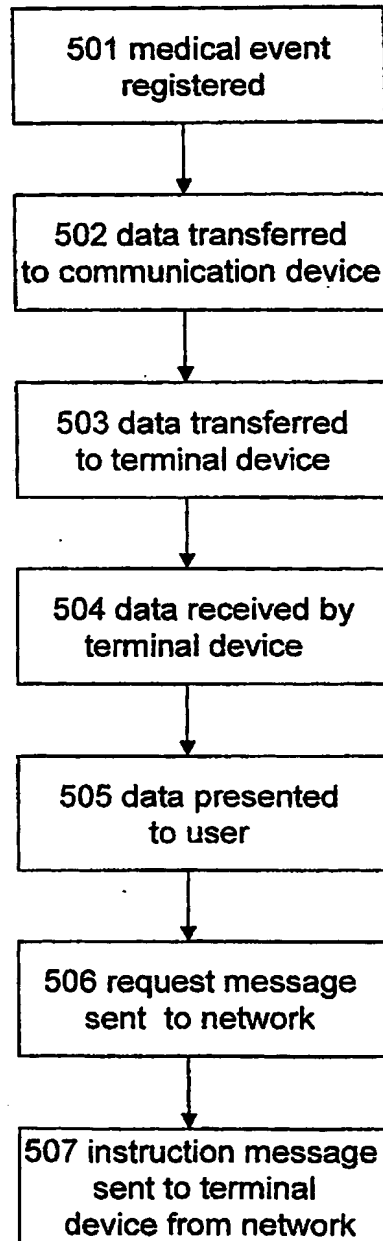 501 medical event
registered
502 data transferred
to communication device
503 data transferred
to terminal device
504 data received by
terminal device
505 data presented
to user
506 request message
sent to network
507 instruction message
sent to terminal
device from network